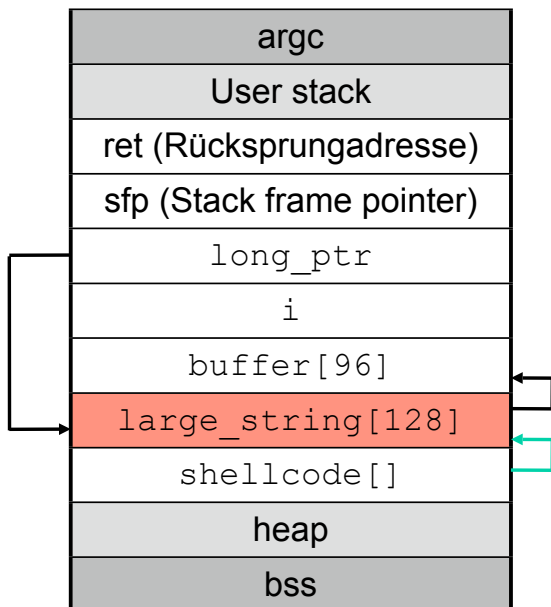 argc
User stack
ret (Rücksprungadresse)
sfp (Stack frame pointer)
long_ptr
i
buffer[96]
large_string[128]
shellcode[]
heap
bss